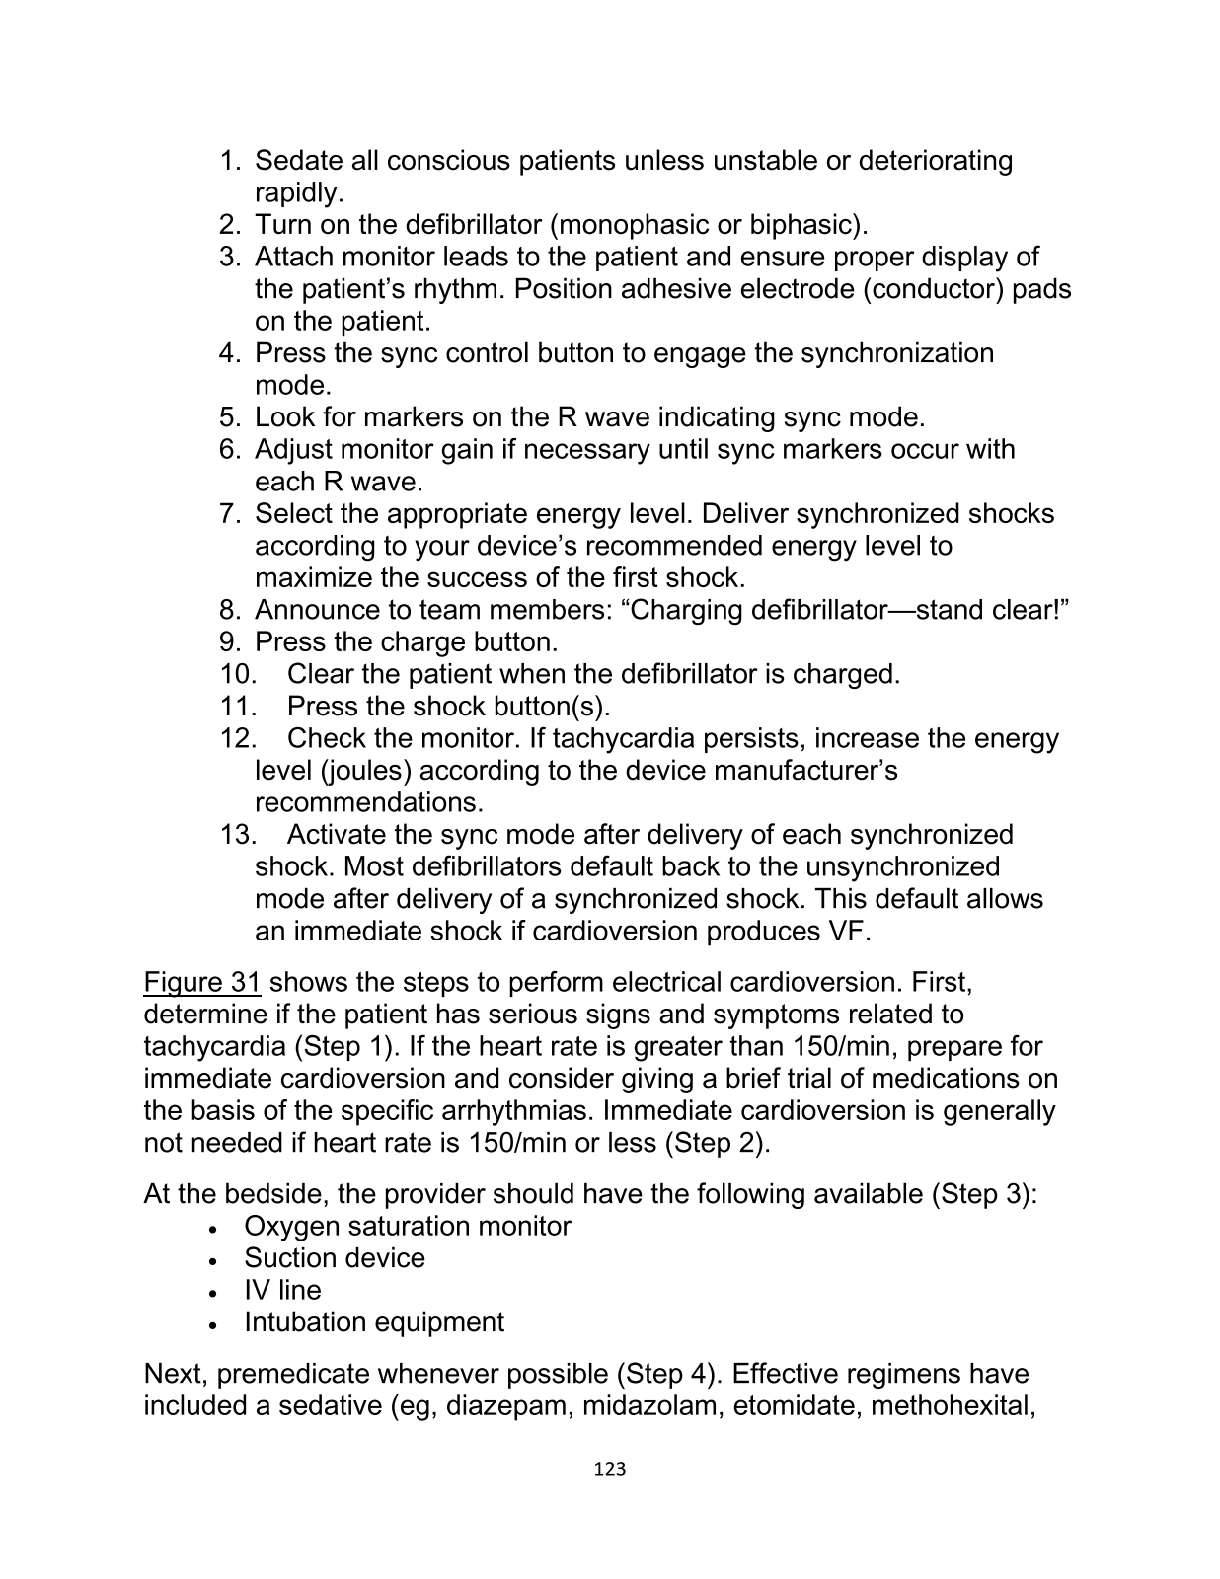 1. Sedate all conscious patients unless unstable or deteriorating
rapidly.
2. Turn on the defibrillator (monophasic or biphasic).
3. Attach monitor leads to the patient and ensure proper display of
the patient’s rhythm. Position adhesive electrode (conductor) pads
on the patient.
4. Press the sync control button to engage the synchronization
mode.
5. Look for markers on the R wave indicating sync mode.
6. Adjust monitor gain if necessary until sync markers occur with
each R wave.
7. Select the appropriate energy level. Deliver synchronized shocks
according to your device’s recommended energy level to
maximize the success of the first shock.
8. Announce to team members: “Charging defibrillator—stand clear!”
9. Press the charge button.
10. Clear the patient when the defibrillator is charged.
11. Press the shock button(s).
12. Check the monitor. If tachycardia persists, increase the energy
level (joules) according to the device manufacturer’s
recommendations.
13. Activate the sync mode after delivery of each synchronized
shock. Most defibrillators default back to the unsynchronized
mode after delivery of a synchronized shock. This default allows
an immediate shock if cardioversion produces VF.
Figure 31 shows the steps to perform electrical cardioversion. First,
determine if the patient has serious signs and symptoms related to
tachycardia (Step 1). If the heart rate is greater than 150/min, prepare for
immediate cardioversion and consider giving a brief trial of medications on
the basis of the specific arrhythmias. Immediate cardioversion is generally
not needed if heart rate is 150/min or less (Step 2).
At the bedside, the provider should have the following available (Step 3):
• Oxygen saturation monitor
• Suction device
• IV line
• Intubation equipment
Next, premedicate whenever possible (Step 4). Effective regimens have
included a sedative (eg, diazepam, midazolam, etomidate, methohexital,
123